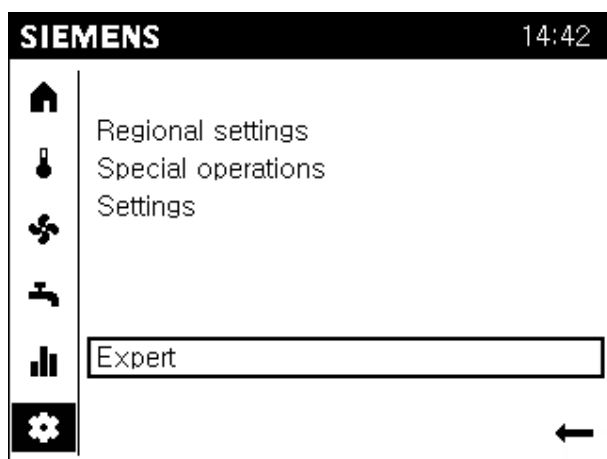 SIEMENS 14:42
Regional settings
Special operations
Settings
Expert